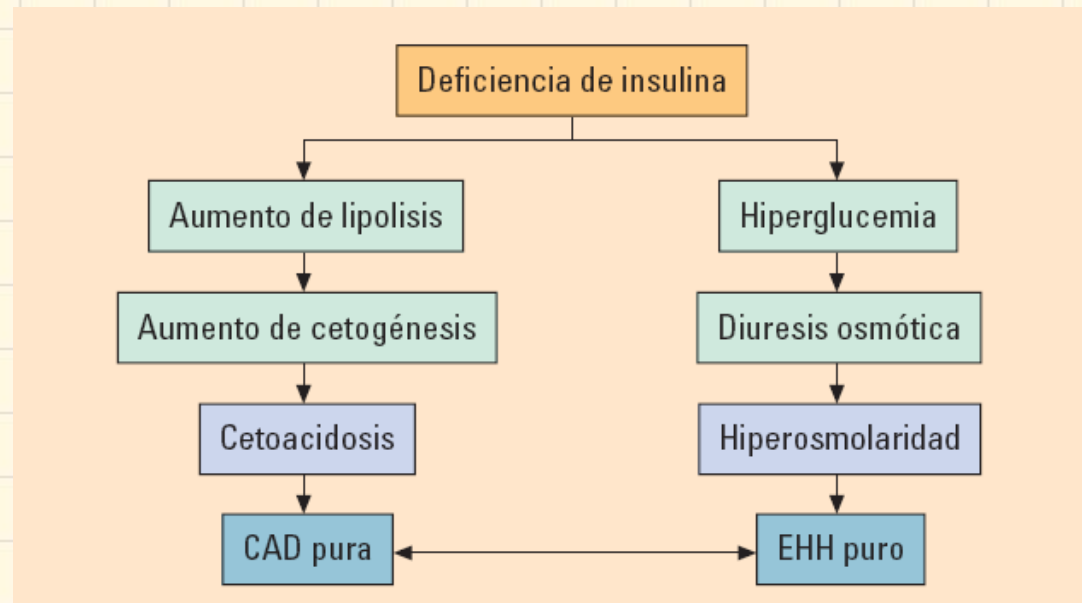 Deficiencia de insulina
Aumento de lipolisis
Hiperglucemia
Aumento de cetogénesis
Diuresis osmótica
Cetoacidosis
Hiperosmolaridad
CAD pura
EHH puro